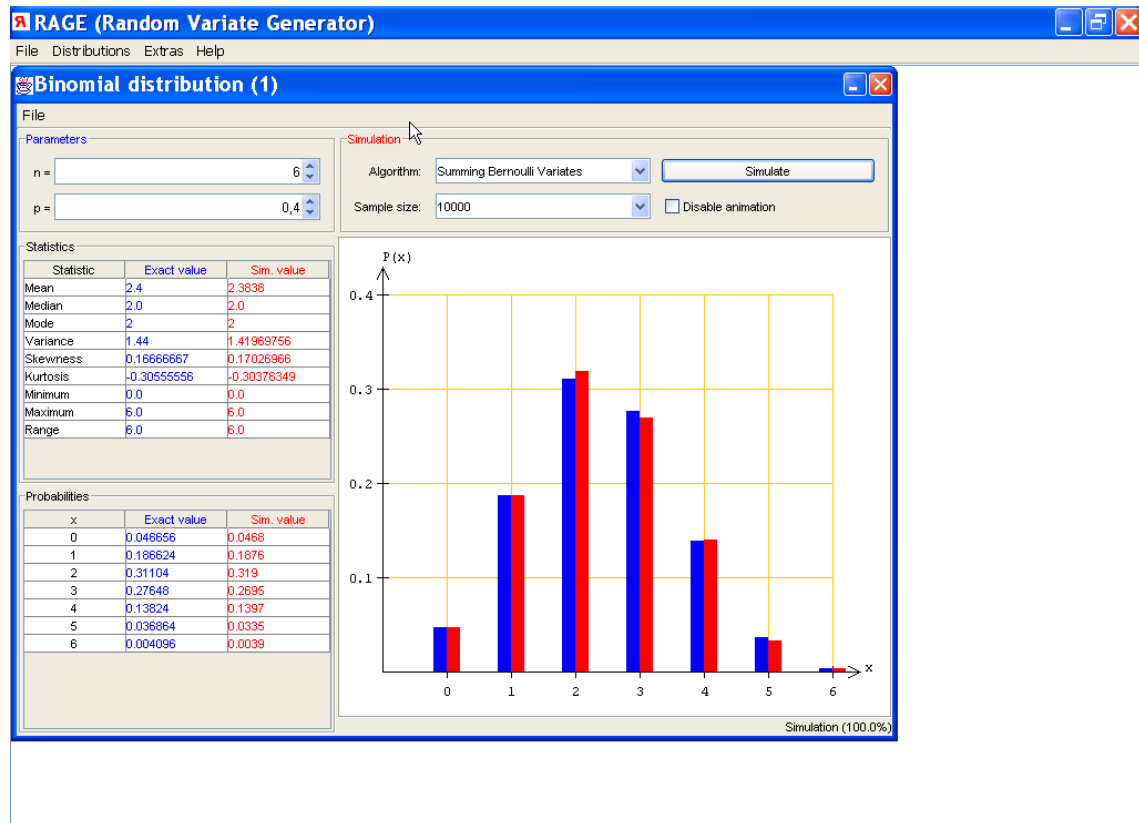 RAGE (Random Variate Generator)
File Distributions Extras Help
Binomial distribution (1)
File
Parameters
n = 6
p = 0,4
Simulation
Algorithm: Summing Bernoulli Variates Simulate
Sample size: 10000 Disable animation
Statistics
Statistic Exact value Sim. value
Mean 2.4 2.3838
Median 2.0 2.0
Mode 2 2
Variance 1.44 1.41969756
Skewness 0.16666667 0.17026966
Kurtosis -0.30555556 -0.30376349
Minimum 0.0 0.0
Maximum 6.0 6.0
Range 6.0 6.0
Probabilities
x Exact value Sim. value
0 0.046656 0.0468
1 0.186624 0.1876
2 0.31104 0.319
3 0.27648 0.2695
4 0.13824 0.1397
5 0.036864 0.0335
6 0.004096 0.0039
P(x)
0.4
0.3
0.2
0.1
x
0 1 2 3 4 5 6
Simulation (100.0%)